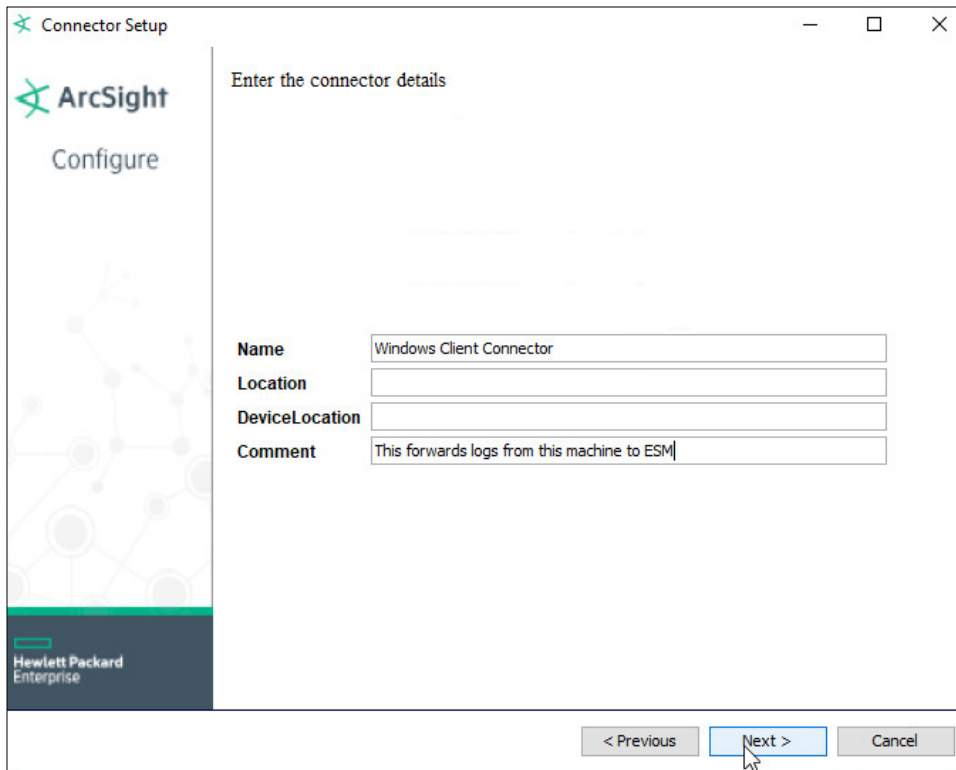 Connector Setup
ArcSight
Configure
Enter the connector details
Name Windows Client Connector
Location
DeviceLocation
Comment This forwards logs from this machine to ESM
Hewlett Packard
Enterprise
< Previous Next > Cancel